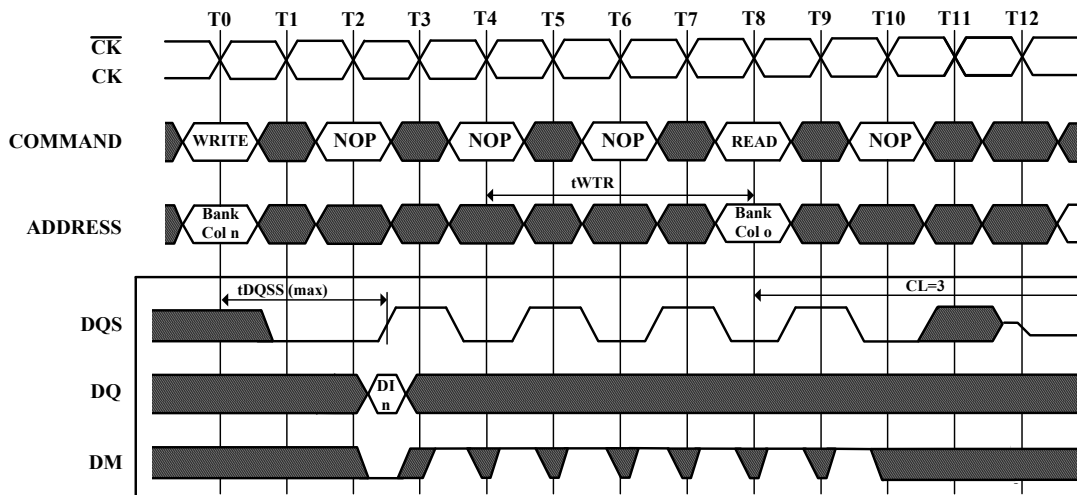 T0 T1 T2 T3 T4 T5 T6 T7 T8 T9 T10 T11 T12
CK
CK
COMMAND WRITE NOP NOP NOP READ NOP
tWTR
ADDRESS Bank Col n Bank Col o
tDQSS (max) CL=3
DQS
DQ DI n
DM